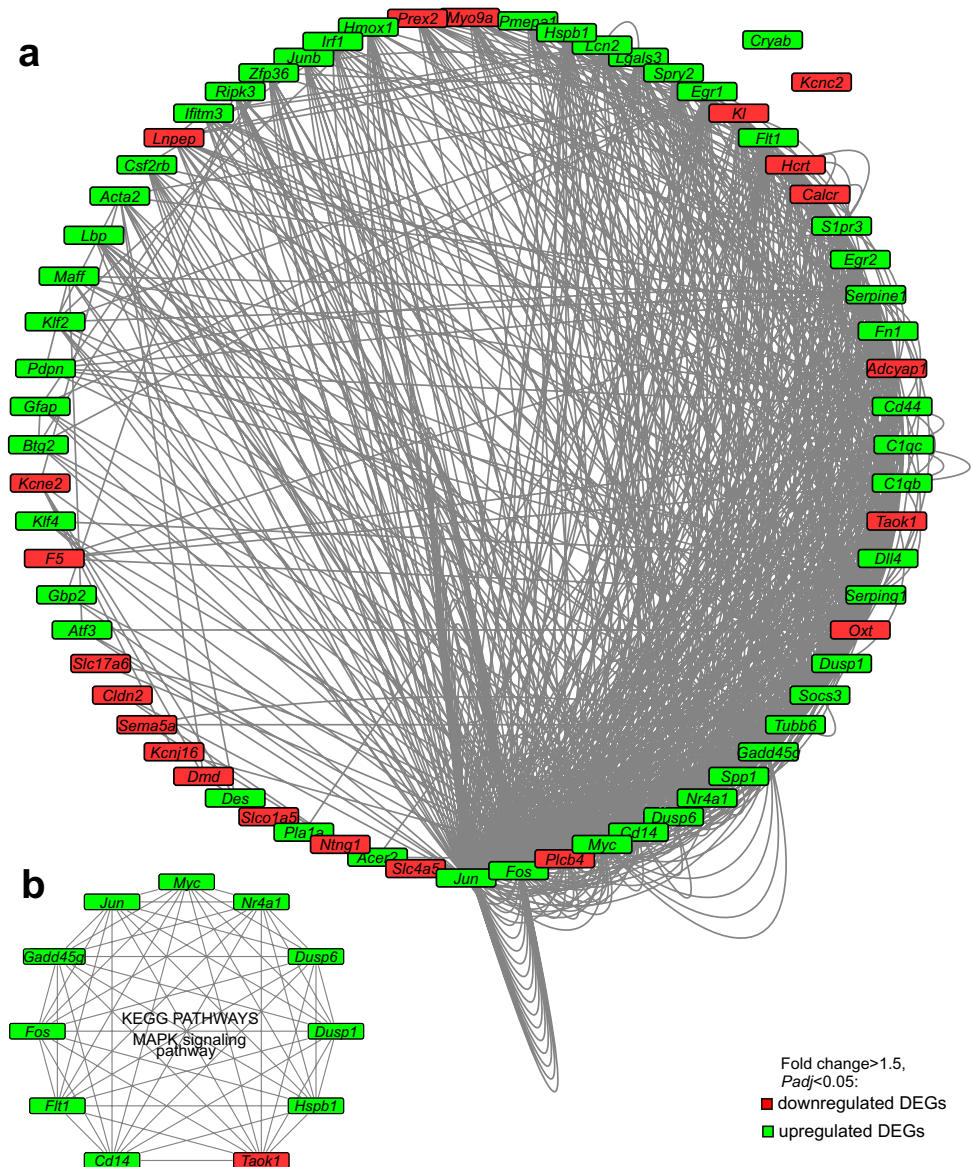 a
Prex2
Myo9a
Pmepa1
Hspb1
Lcn2
Lgals3
Spry2
Egr1
Kl
Flt1
Hcrt
Calcr
S1pr3
Egr2
Serpine1
Fn1
Adcyap1
Cd44
C1qc
C1qb
Taok1
Dll4
Serping1
Oxt
Dusp1
Socs3
Tubb6
Gadd45g
Spp1
Nr4a1
Dusp6
Cd14
Myc
Plcb4
Fos
Jun
Slc4a5
Acer2
Ntng1
Pla1a
Slco1a5
Des
Dmd
Kcnj16
Sema5a
Cldn2
Slc17a6
Atf3
Gbp2
F5
Klf4
Kcne2
Btg2
Gfap
Pdpn
Klf2
Maff
Lbp
Acta2
Csf2rb
Lnpep
Ifitm3
Ripk3
Zfp36
Junb
Irf1
Hmox1
Cryab
Kcnc2
b
Myc
Nr4a1
Dusp6
Dusp1
Hspb1
Taok1
Cd14
Flt1
Fos
Gadd45g
Jun
KEGG PATHWAYS
MAPK signaling
pathway
Fold change>1.5,
Padj<0.05:
downregulated DEGs
upregulated DEGs